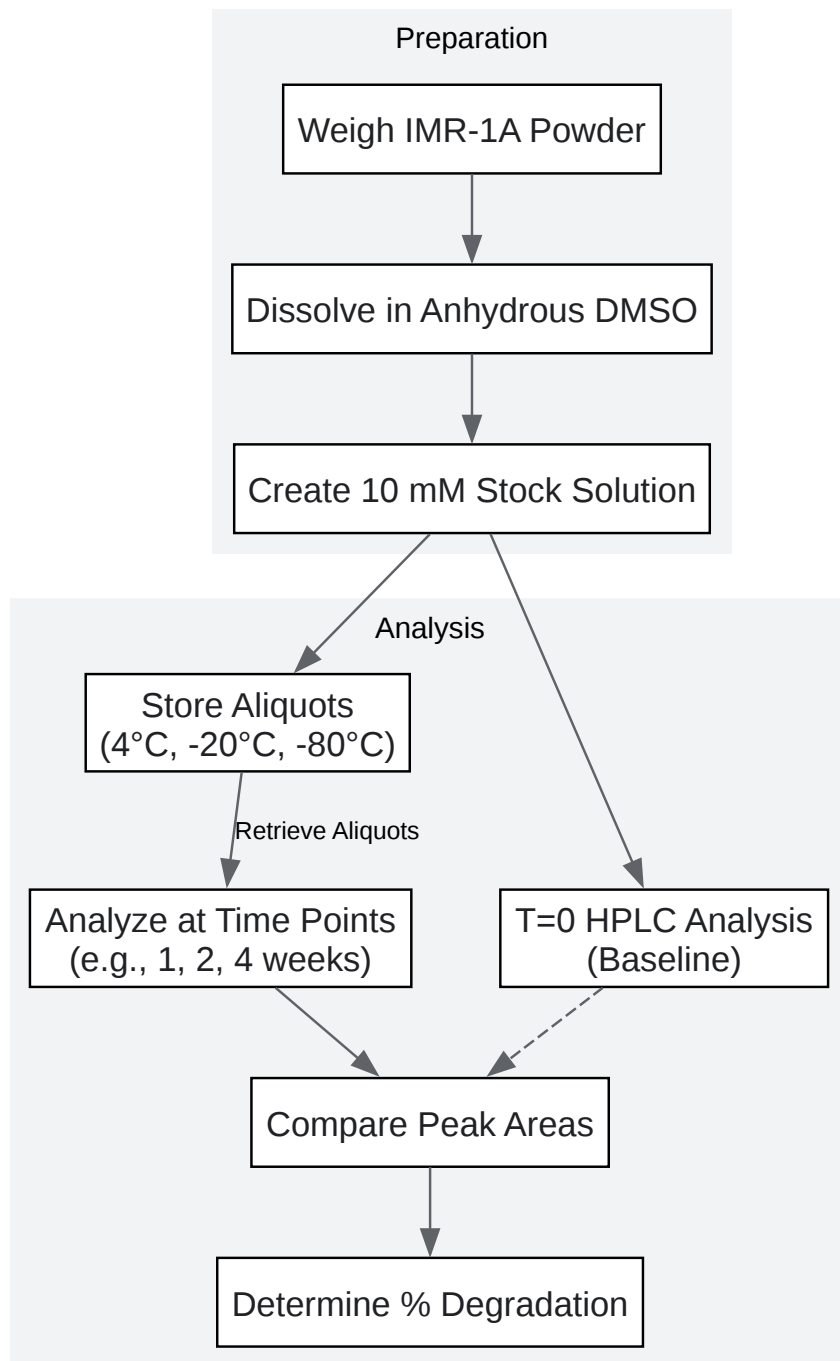 Preparation
Weigh IMR-1A Powder
Dissolve in Anhydrous DMSO
Create 10 mM Stock Solution
Analysis
Store Aliquots
(4°C, -20°C, -80°C)
Retrieve Aliquots
Analyze at Time Points
(e.g., 1, 2, 4 weeks)
T=0 HPLC Analysis
(Baseline)
Compare Peak Areas
Determine % Degradation